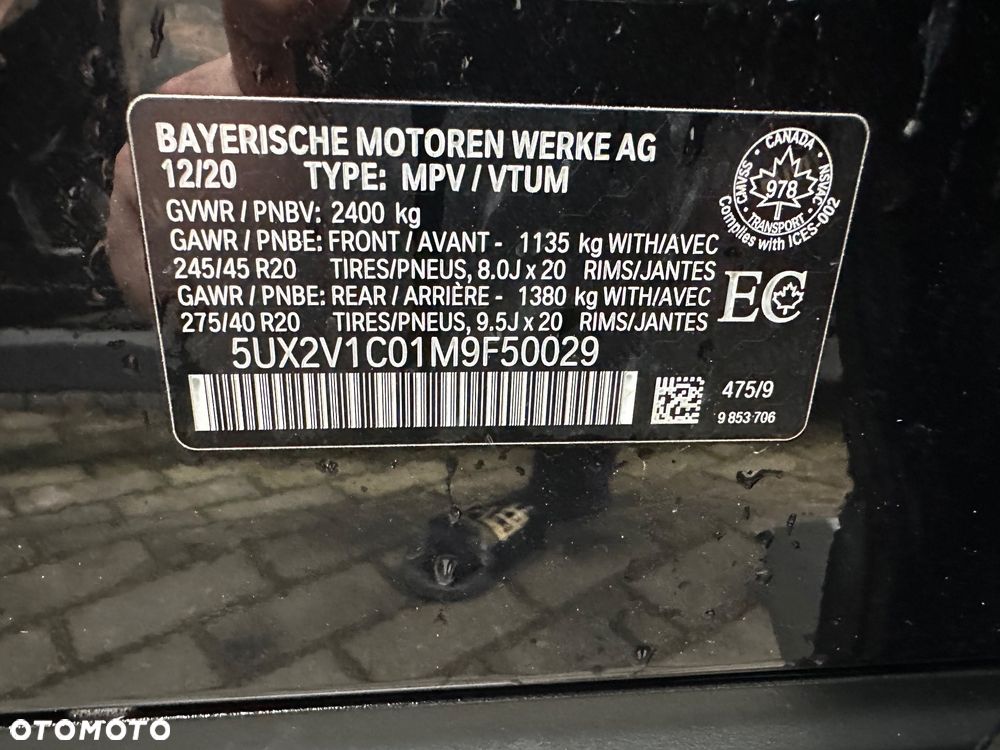 BAYERISCHE MOTOREN WERKE AG
12/20 TYPE: MPV / VTUM
GVWR / PNBV: 2400 kg
GAWR / PNBE: FRONT / AVANT - 1135 kg WITH/AVEC
245/45 R20 TIRES/PNEUS, 8.0J x 20 RIMS/JANTES
GAWR / PNBE: REAR / ARRIÈRE - 1380 kg WITH/AVEC
275/40 R20 TIRES/PNEUS, 9.5J x 20 RIMS/JANTES
5UX2V1C01M9F50029
475/9
9 853 706
CANADA
CMVSS
978
NSVAC
TRANSPORT
Complies with ICES-002
EC
OTOMOTO